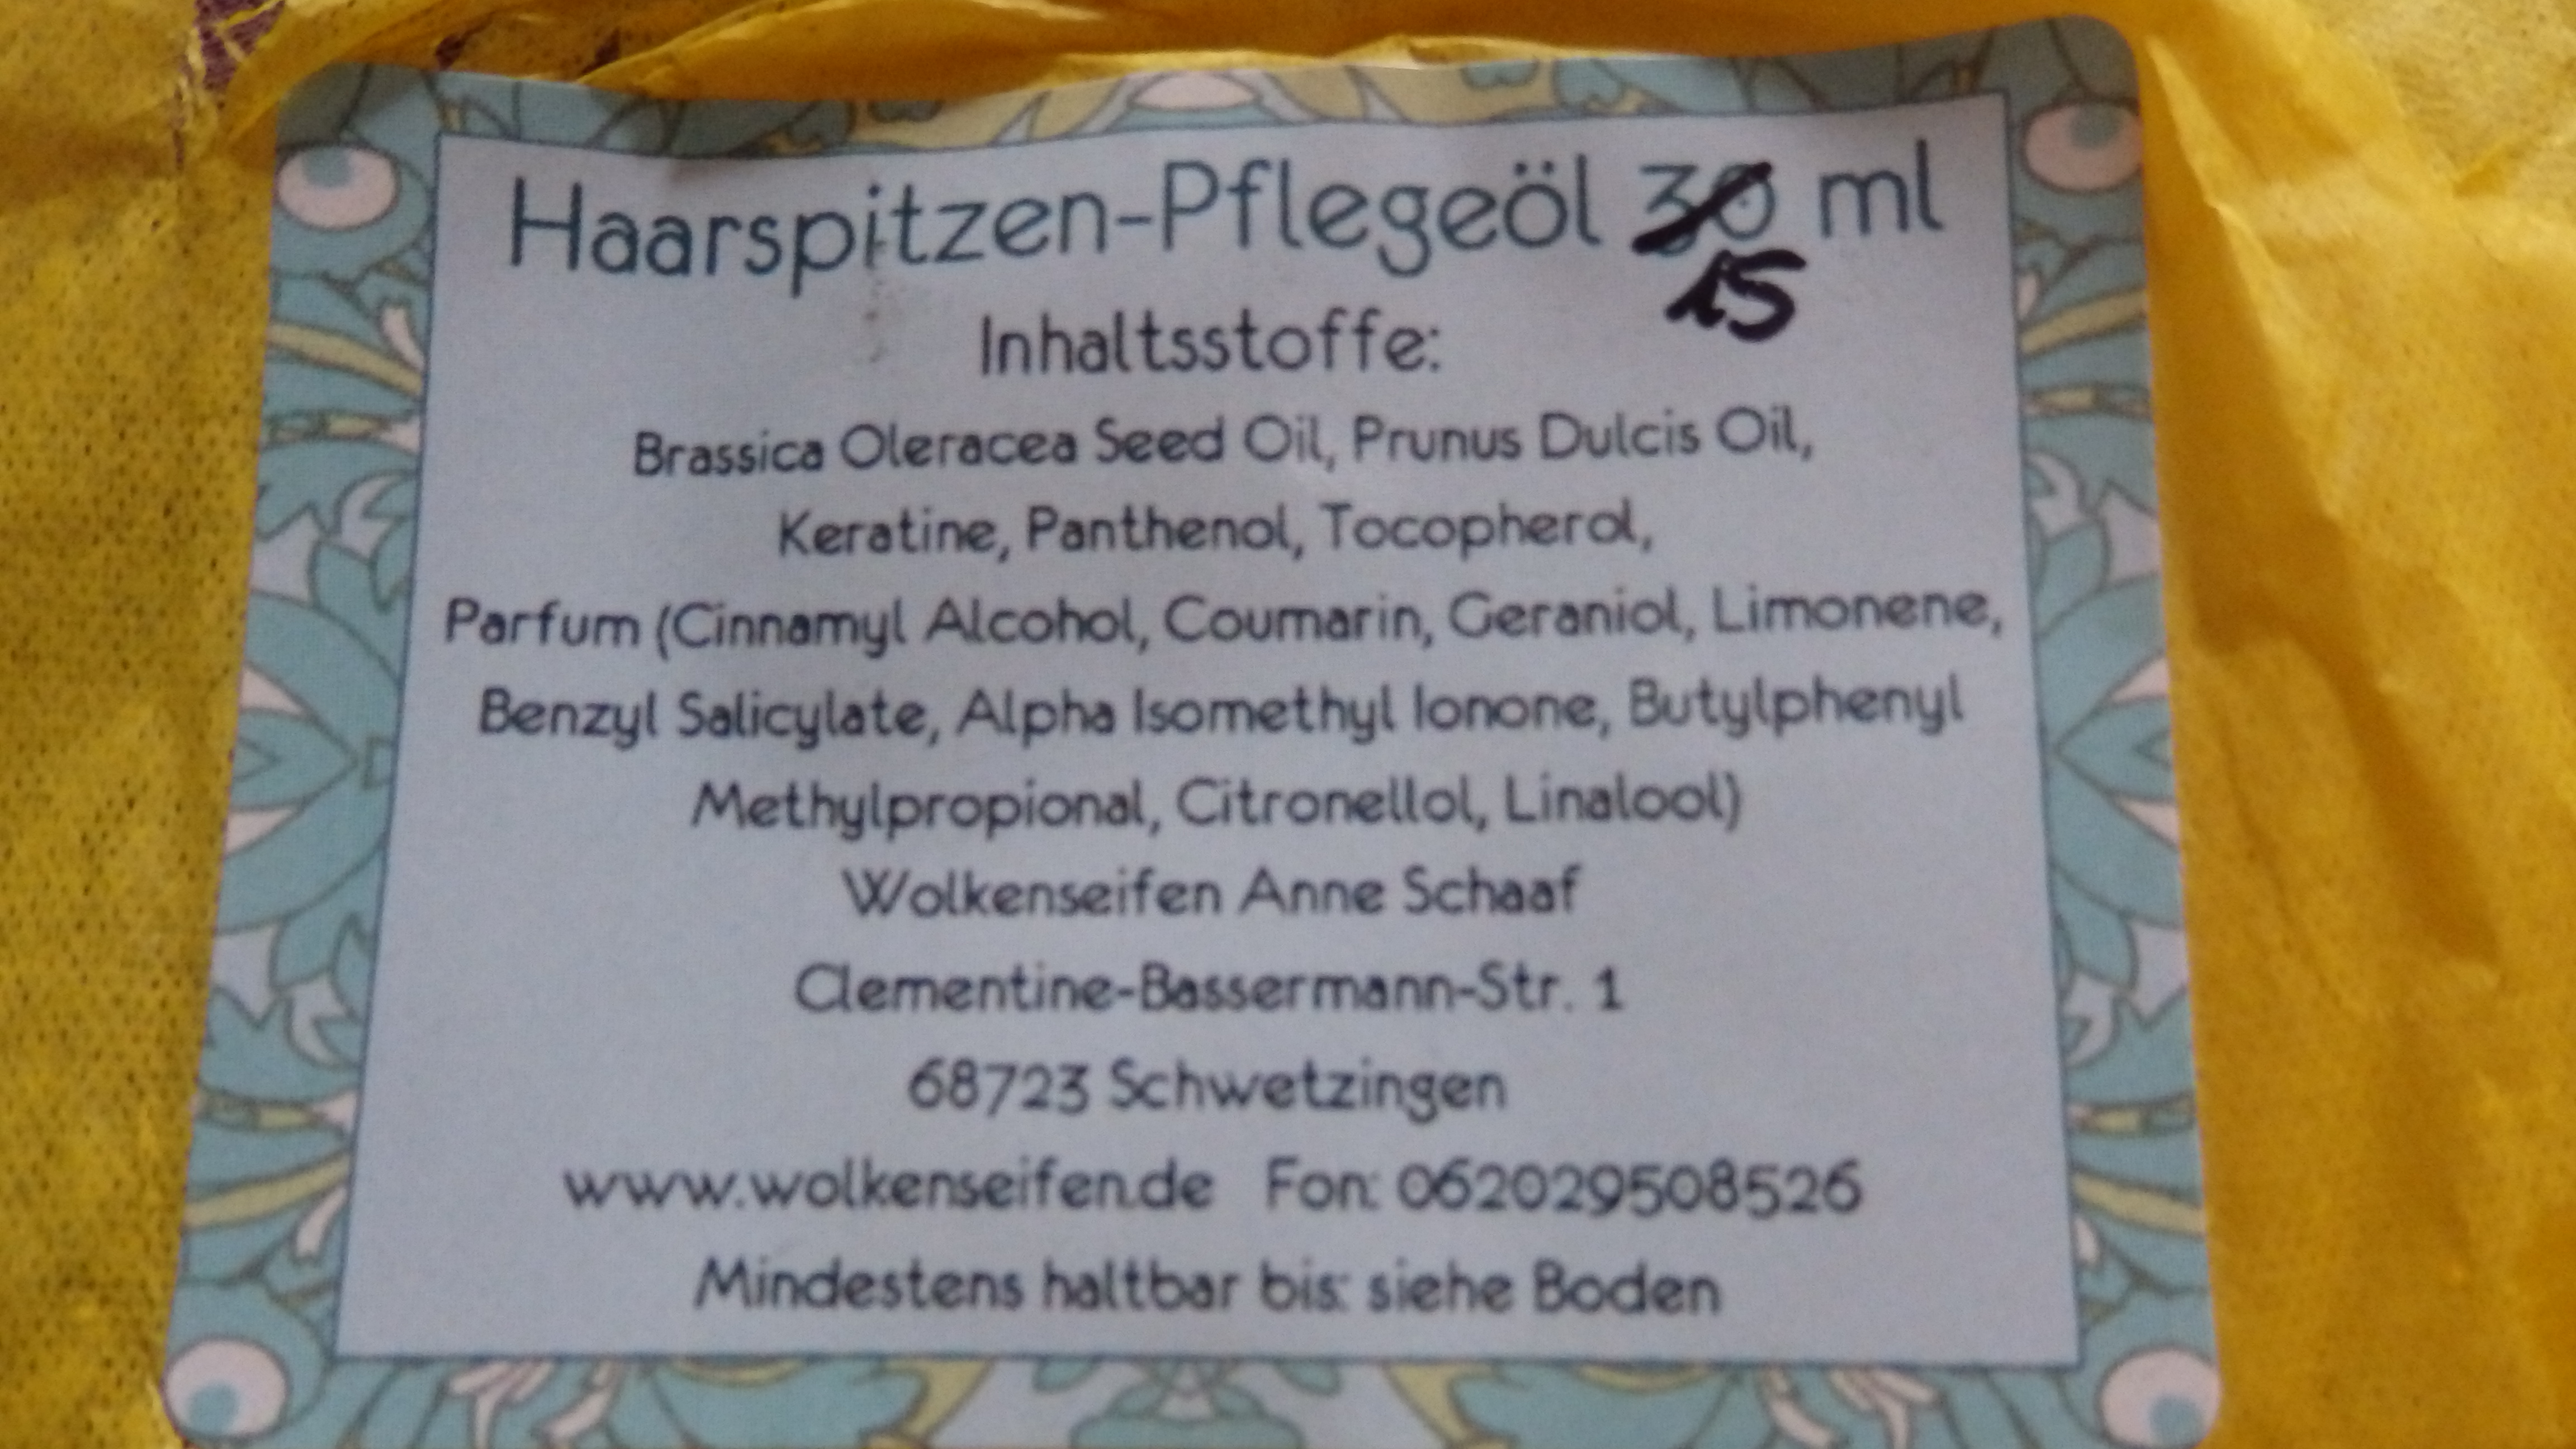 Haarspitzen-Pflegeöl 30 ml
15
Inhaltsstoffe:
Brassica Oleracea Seed Oil, Prunus Dulcis Oil,
Keratine, Panthenol, Tocopherol,
Parfum (Cinnamyl Alcohol, Coumarin, Geraniol, Limonene,
Benzyl Salicylate, Alpha Isomethyl Ionone, Butylphenyl
Methylpropional, Citronellol, Linalool)
Wolkenseifen Anne Schaaf
Clementine-Bassermann-Str. 1
68723 Schwetzingen
www.wolkenseifen.de Fon: 062029508526
Mindestens haltbar bis: siehe Boden